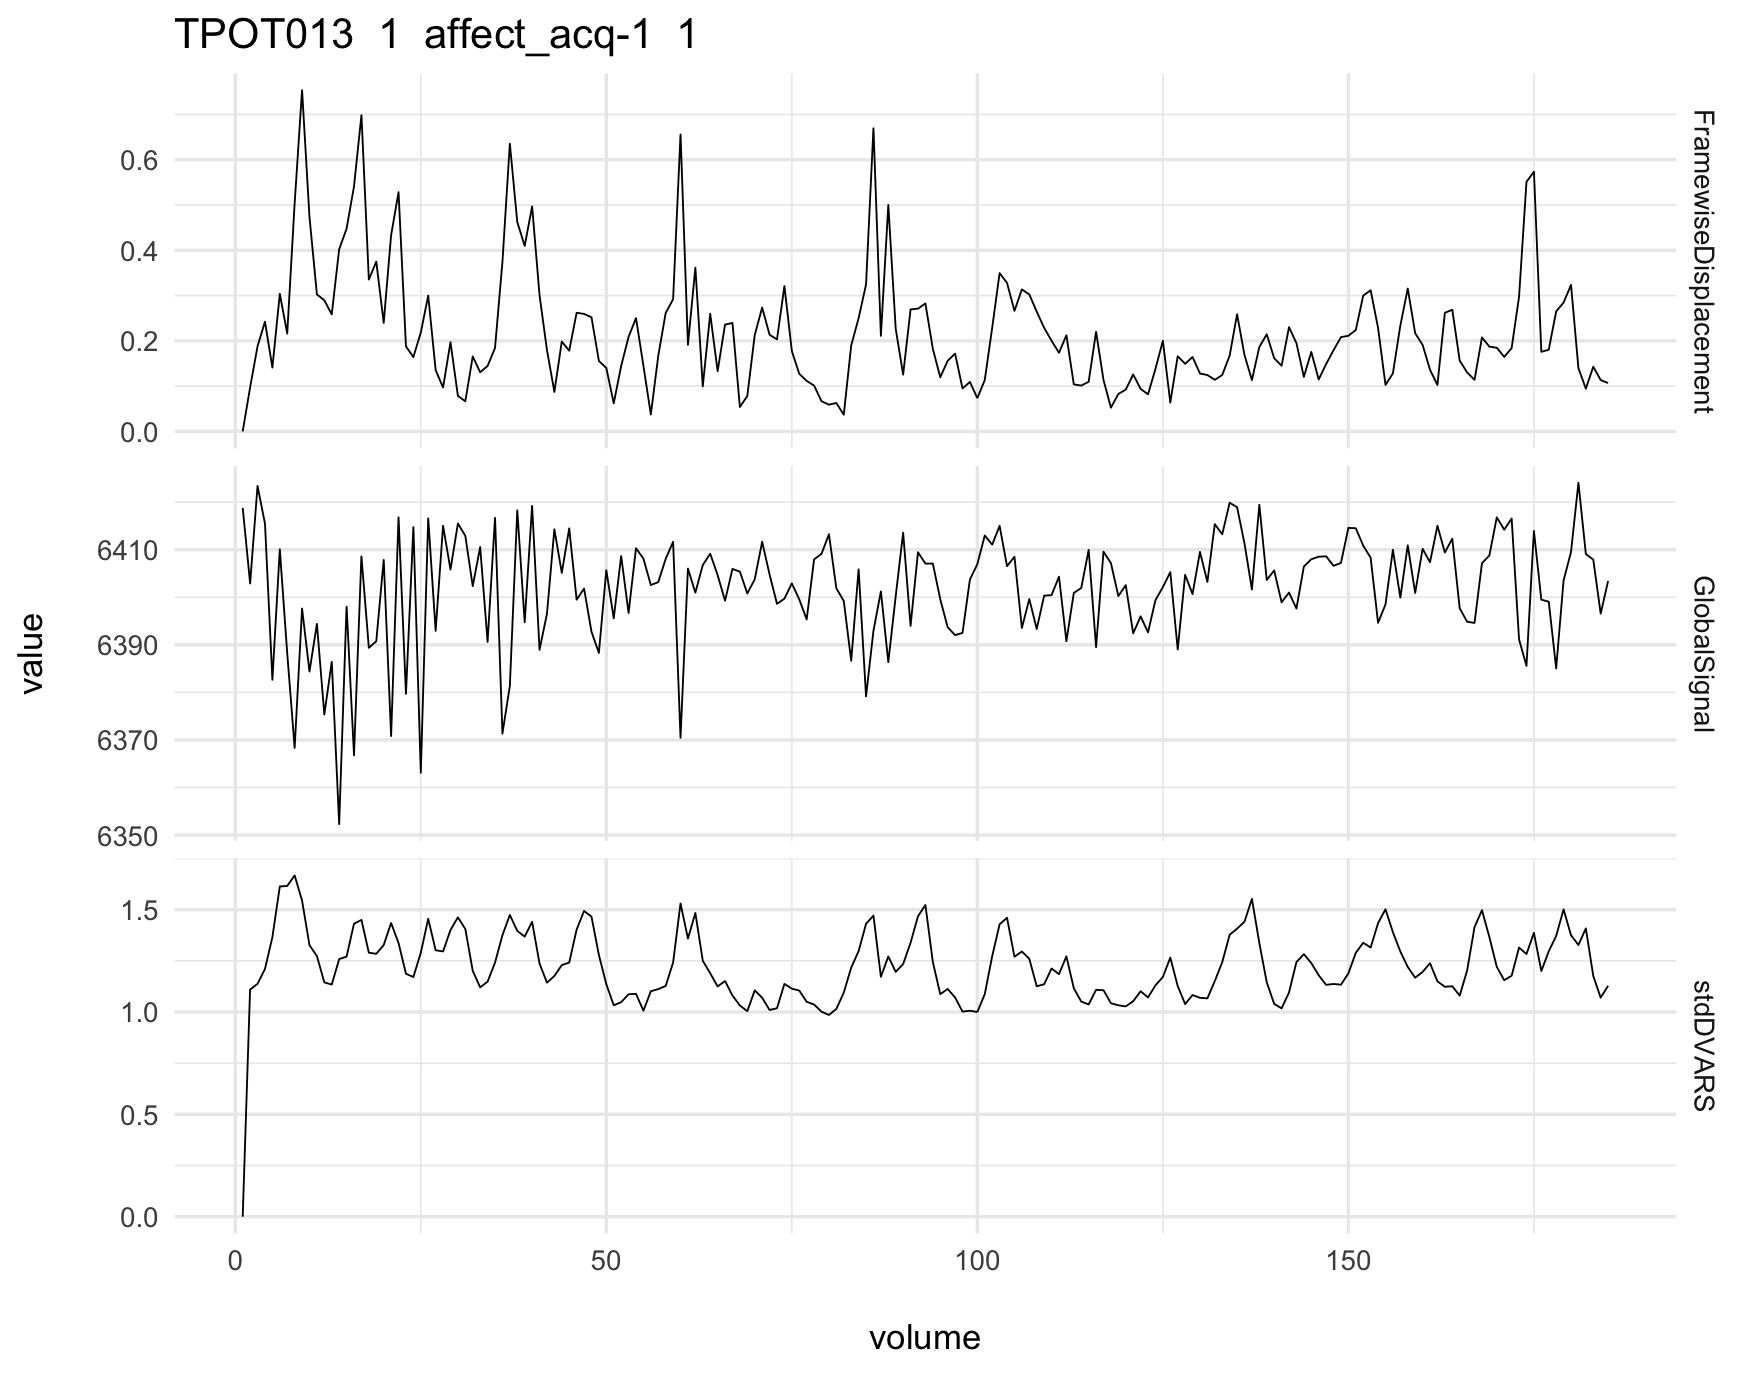 TPOT013 1 affect_acq-1 1
0.6
0.4
0.2
0.0
FramewiseDisplacement
6410
6390
6370
6350
GlobalSignal
1.5
1.0
0.5
0.0
stdDVARS
value
0 50 100 150
volume